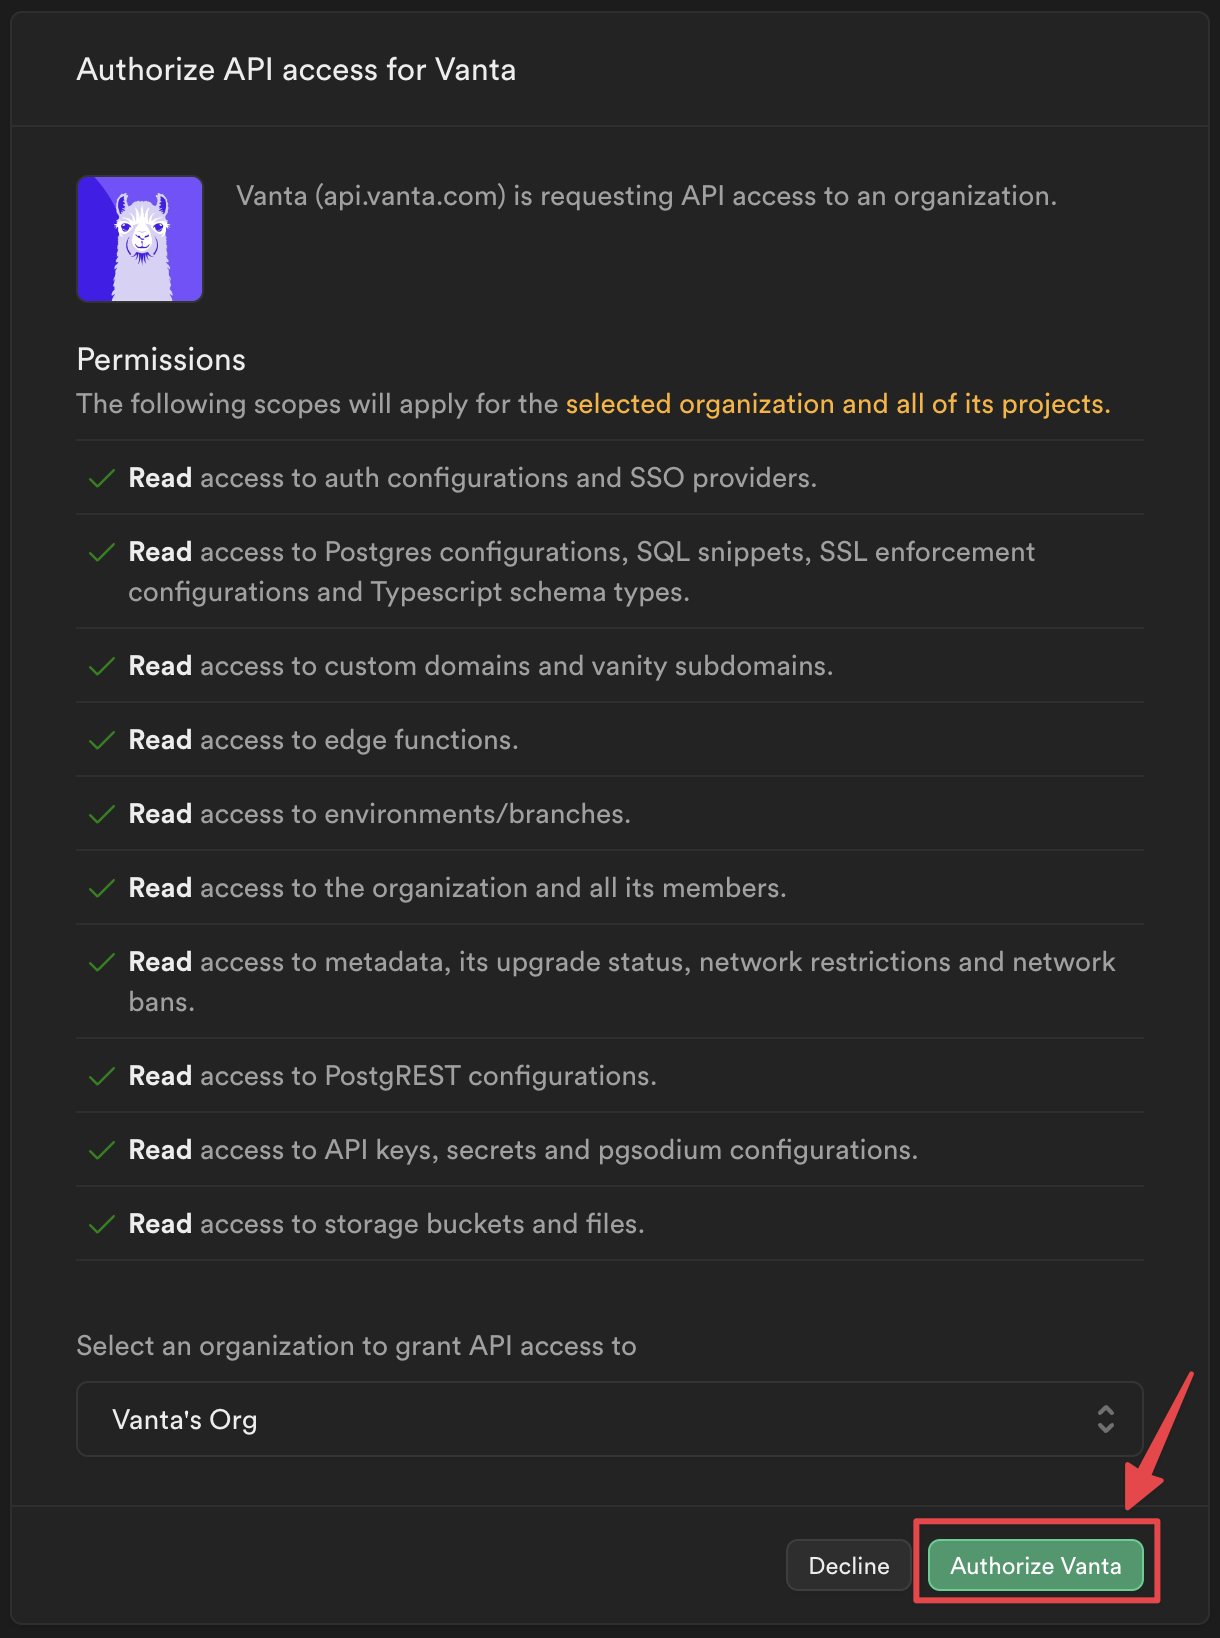 Authorize API access for Vanta
Vanta (api.vanta.com) is requesting API access to an organization.
Permissions
The following scopes will apply for the selected organization and all of its projects.
Read access to auth configurations and SSO providers.
Read access to Postgres configurations, SQL snippets, SSL enforcement
configurations and Typescript schema types.
Read access to custom domains and vanity subdomains.
Read access to edge functions.
Read access to environments/branches.
Read access to the organization and all its members.
Read access to metadata, its upgrade status, network restrictions and network
bans.
Read access to PostgREST configurations.
Read access to API keys, secrets and pgsodium configurations.
Read access to storage buckets and files.
Select an organization to grant API access to
Vanta's Org
Decline
Authorize Vanta